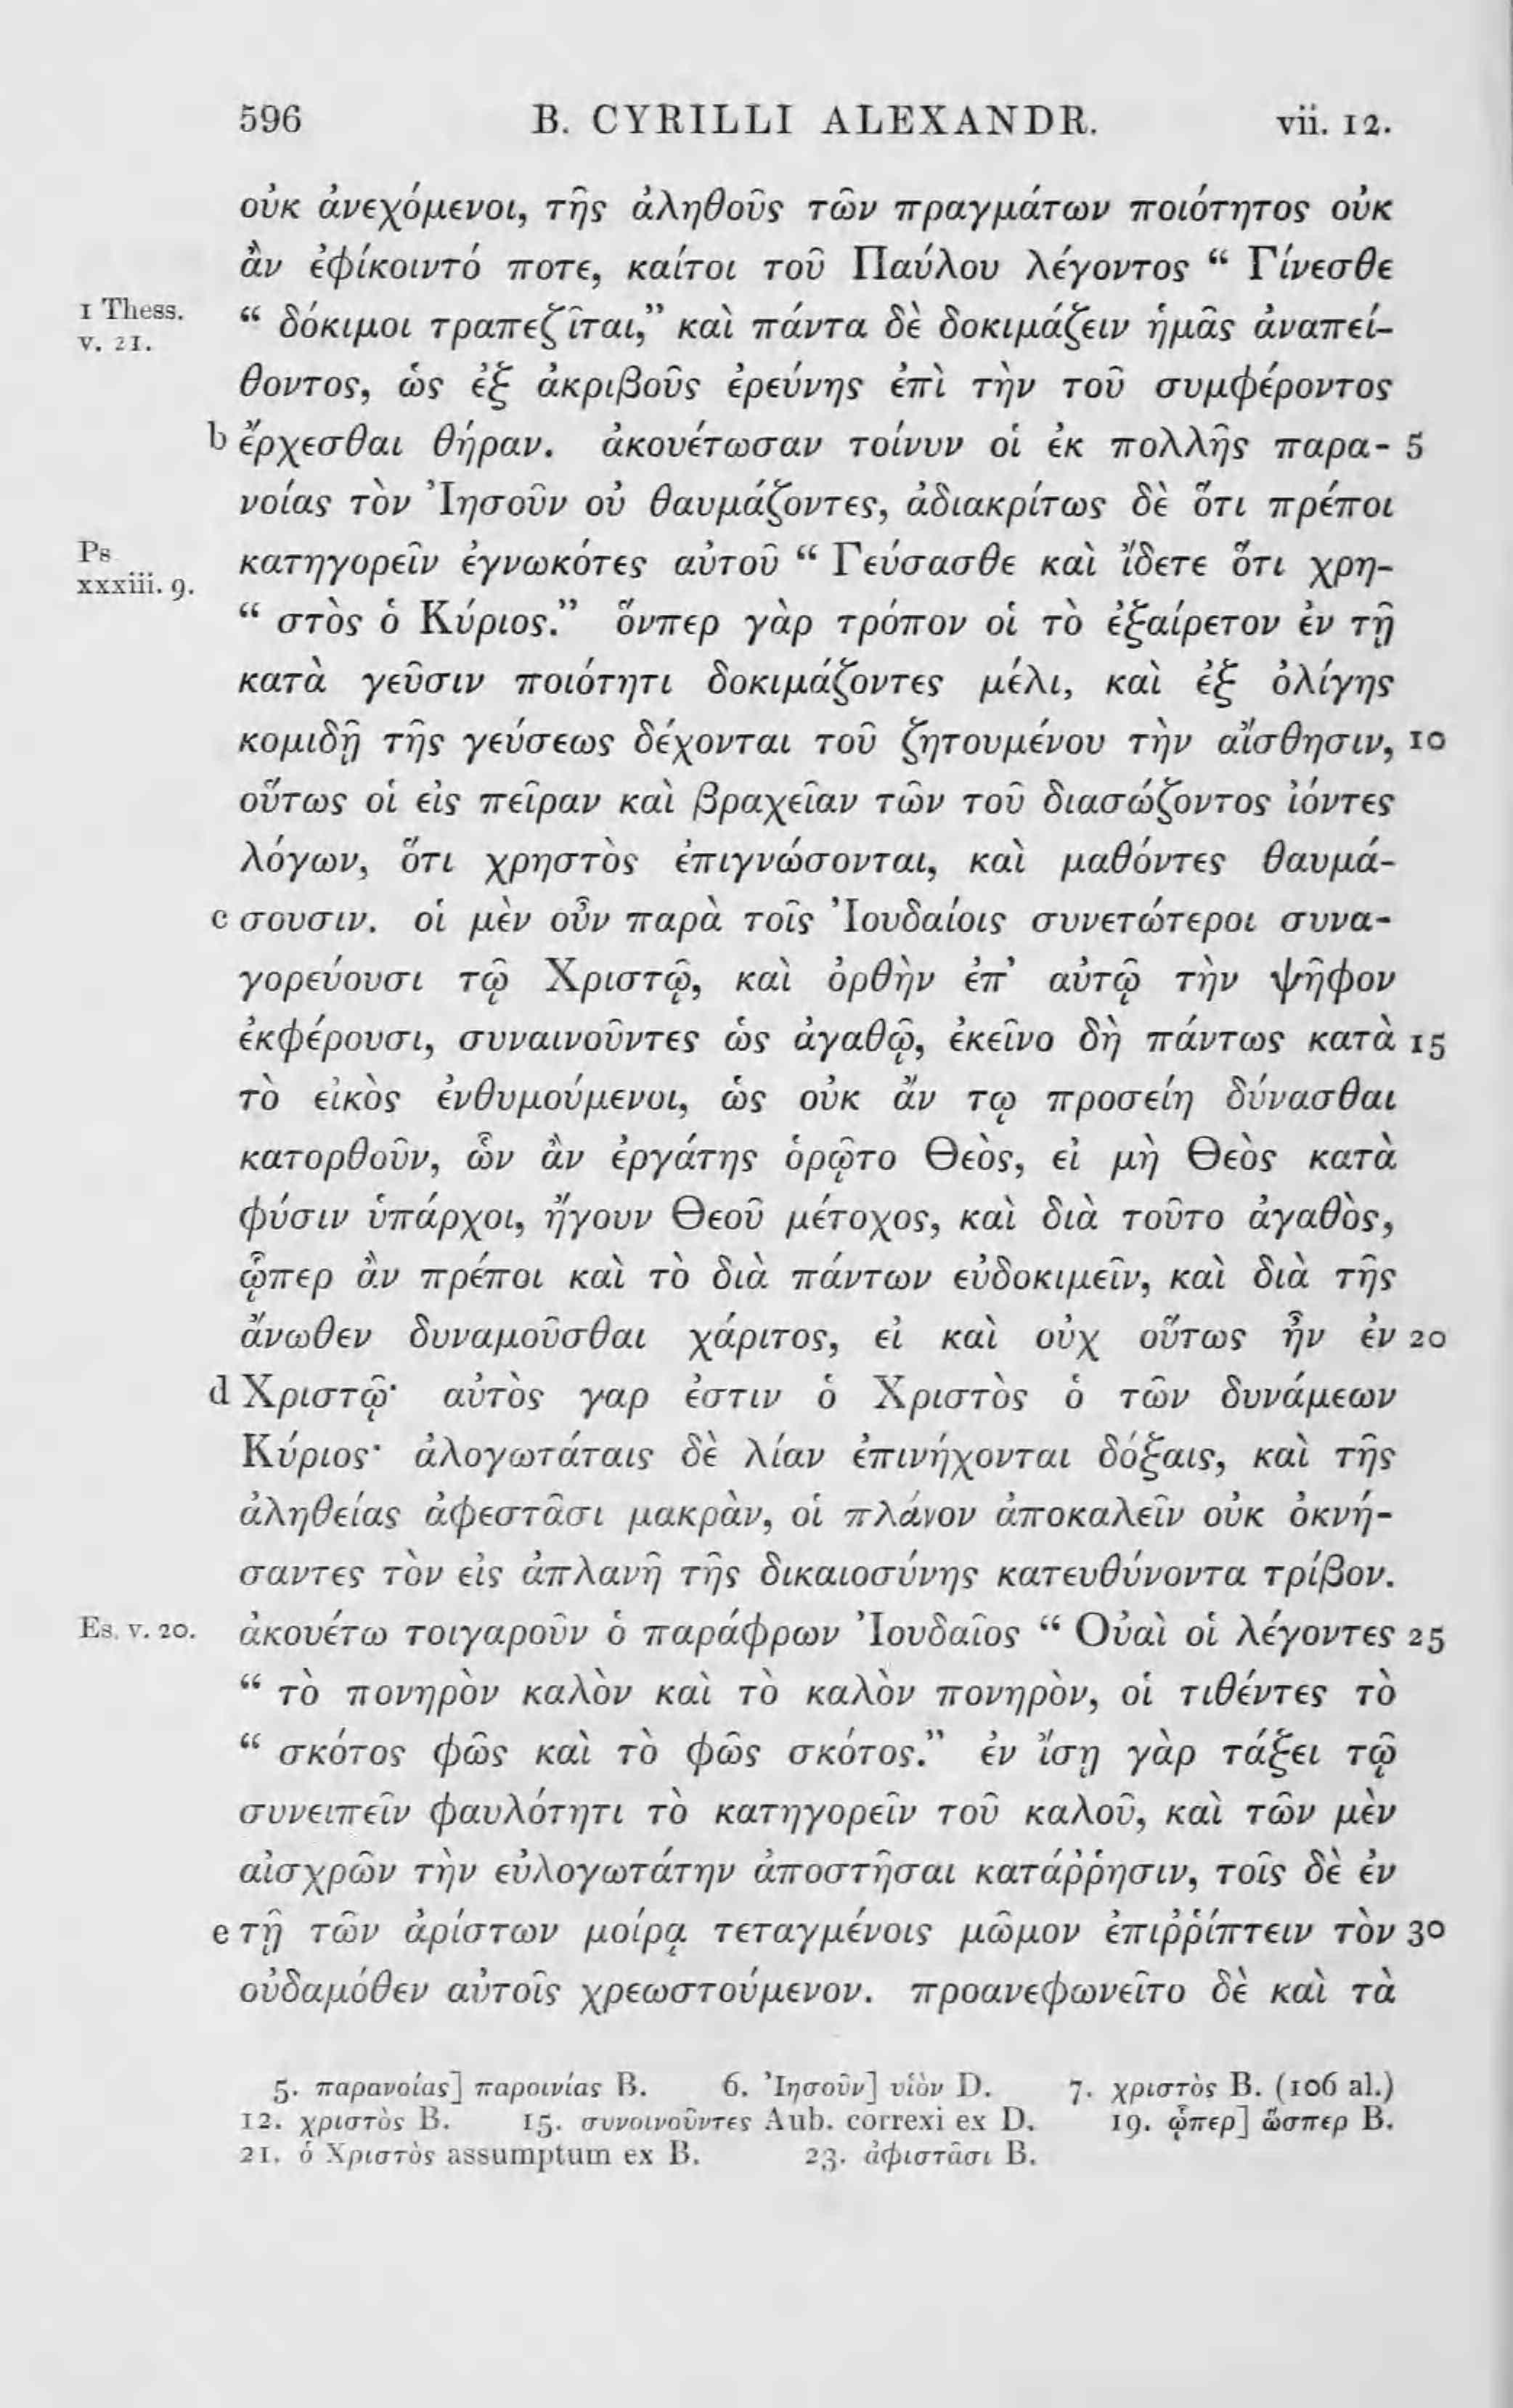 596 B. CYRILLI ALEXANDR. vii. 12.
οὐκ ἀνεχόμενοι, τῆς ἀληθοῦς τῶν πραγμάτων ποιότητος οὐκ
ἂν ἐφίκοιντό ποτε, καίτοι τοῦ Παύλου λέγοντος “ Γίνεσθε
1 Thess. v. 21. “ δόκιμοι τραπεζῖται,” καὶ πάντα δὲ δοκιμάζειν ἡμᾶς ἀναπεί-
θοντος, ὡς ἐξ ἀκριβοῦς ἐρεύνης ἐπὶ τὴν τοῦ συμφέροντος
b ἔρχεσθαι θήραν. ἀκουέτωσαν τοίνυν οἱ ἐκ πολλῆς παρα- 5
νοίας τὸν Ἰησοῦν οὐ θαυμάζοντες, ἀδιακρίτως δὲ ὅτι πρέποι
Ps xxxiii. 9. κατηγορεῖν ἐγνωκότες αὐτοῦ “ Γεύσασθε καὶ ἴδετε ὅτι χρη-
“ στὸς ὁ Κύριος.” ὅνπερ γὰρ τρόπον οἱ τὸ ἐξαίρετον ἐν τῇ
κατὰ γεῦσιν ποιότητι δοκιμάζοντες μέλι, καὶ ἐξ ὀλίγης
κομιδῇ τῆς γεύσεως δέχονται τοῦ ζητουμένου τὴν αἴσθησιν, 10
οὕτως οἱ εἰς πεῖραν καὶ βραχεῖαν τῶν τοῦ διασώζοντος ἰόντες
λόγων, ὅτι χρηστὸς ἐπιγνώσονται, καὶ μαθόντες θαυμά-
c σουσιν. οἱ μὲν οὖν παρὰ τοῖς Ἰουδαίοις συνετώτεροι συνα-
γορεύουσι τῷ Χριστῷ, καὶ ὀρθὴν ἐπ’ αὐτῷ τὴν ψῆφον
ἐκφέρουσι, συναινοῦντες ὡς ἀγαθῷ, ἐκεῖνο δὴ πάντως κατὰ 15
τὸ εἰκὸς ἐνθυμούμενοι, ὡς οὐκ ἄν τῳ προσείη δύνασθαι
κατορθοῦν, ὧν ἂν ἐργάτης ὁρῷτο Θεὸς, εἰ μὴ Θεὸς κατὰ
φύσιν ὑπάρχοι, ἤγουν Θεοῦ μέτοχος, καὶ διὰ τοῦτο ἀγαθὸς,
ᾧπερ ἂν πρέποι καὶ τὸ διὰ πάντων εὐδοκιμεῖν, καὶ διὰ τῆς
ἄνωθεν δυναμοῦσθαι χάριτος, εἰ καὶ οὐχ οὕτως ἦν ἐν 20
d Χριστῷ· αὐτὸς γαρ ἐστιν ὁ Χριστὸς ὁ τῶν δυνάμεων
Κύριος· ἀλογωτάταις δὲ λίαν ἐπινήχονται δόξαις, καὶ τῆς
ἀληθείας ἀφεστᾶσι μακρὰν, οἱ πλάνον ἀποκαλεῖν οὐκ ὀκνή-
σαντες τὸν εἰς ἀπλανῆ τῆς δικαιοσύνης κατευθύνοντα τρίβον.
Es. v. 20. ἀκουέτω τοιγαροῦν ὁ παράφρων Ἰουδαῖος “ Οὐαὶ οἱ λέγοντες 25
“ τὸ πονηρὸν καλὸν καὶ τὸ καλὸν πονηρὸν, οἱ τιθέντες τὸ
“ σκότος φῶς καὶ τὸ φῶς σκότος.” ἐν ἴσῃ γὰρ τάξει τῷ
συνειπεῖν φαυλότητι τὸ κατηγορεῖν τοῦ καλοῦ, καὶ τῶν μὲν
αἰσχρῶν τὴν εὐλογωτάτην ἀποστῆσαι κατάῤῥησιν, τοῖς δὲ ἐν
e τῇ τῶν ἀρίστων μοίρᾳ τεταγμένοις μῶμον ἐπιῤῥίπτειν τὸν 30
οὐδαμόθεν αὐτοῖς χρεωστούμενον. προανεφωνεῖτο δὲ καὶ τὰ
5. παρανοίας] παροινίας B. 6. Ἰησοῦν] υἱὸν D. 7. χριστὸς B. (106 al.)
12. χριστὸς B. 15. συνοινοῦντες Aub. correxi ex D. 19. ᾧπερ] ὥσπερ B.
21. ὁ Χριστὸς assumptum ex B. 23. ἀφιστᾶσι B.